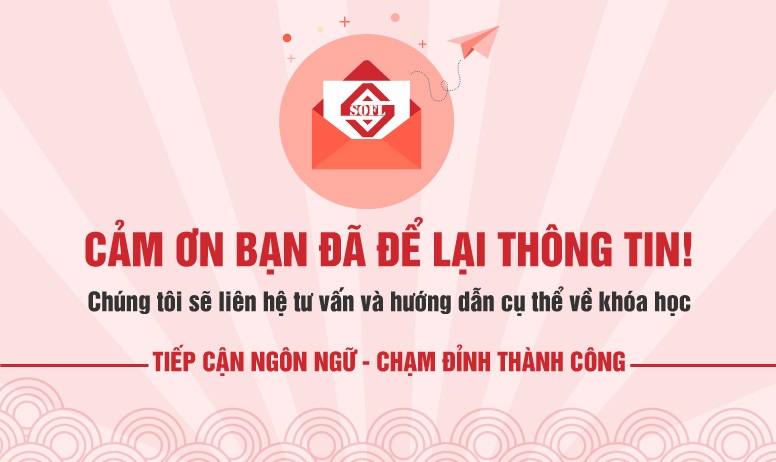 SOFL
CẢM ƠN BẠN ĐÃ ĐỂ LẠI THÔNG TIN!
Chúng tôi sẽ liên hệ tư vấn và hướng dẫn cụ thể về khóa học
TIẾP CẬN NGÔN NGỮ - CHẠM ĐỈNH THÀNH CÔNG